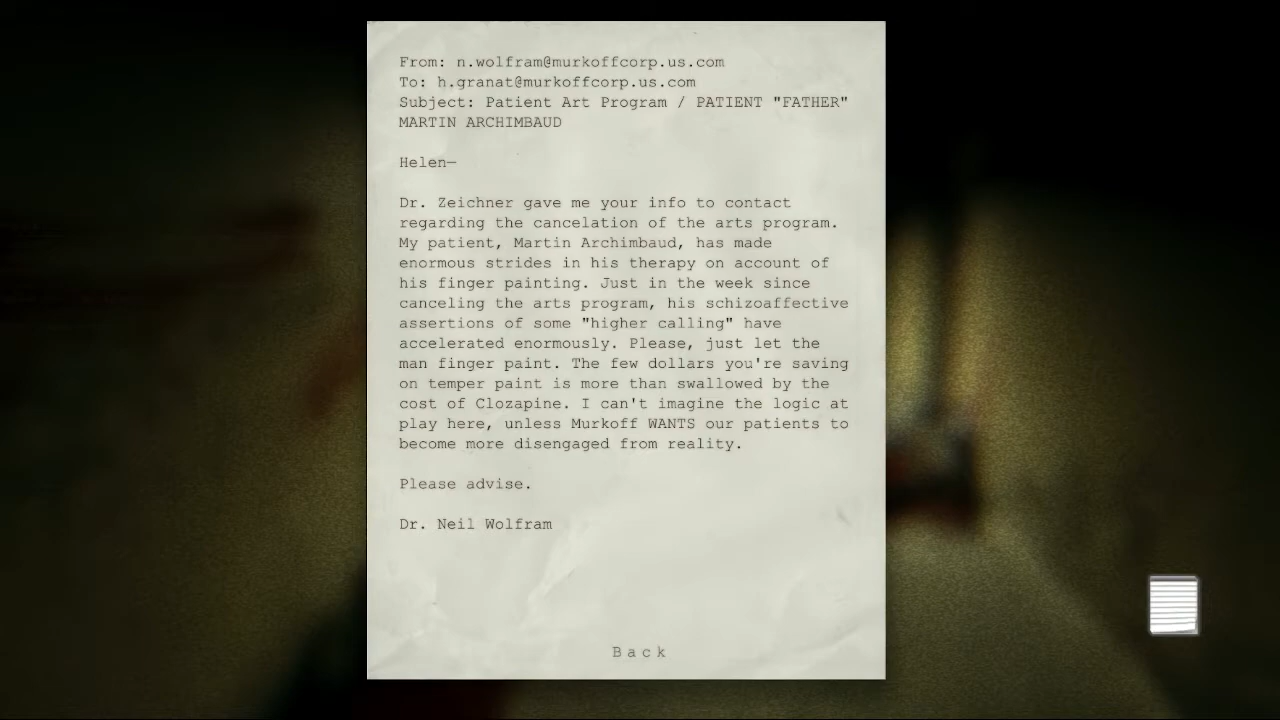 From: n.wolfram@murkoffcorp.us.com
To: h.granat@murkoffcorp.us.com
Subject: Patient Art Program / PATIENT "FATHER"
MARTIN ARCHIMBAUD
Helen—
Dr. Zeichner gave me your info to contact
regarding the cancelation of the arts program.
My patient, Martin Archimbaud, has made
enormous strides in his therapy on account of
his finger painting. Just in the week since
canceling the arts program, his schizoaffective
assertions of some "higher calling" have
accelerated enormously. Please, just let the
man finger paint. The few dollars you're saving
on temper paint is more than swallowed by the
cost of Clozapine. I can't imagine the logic at
play here, unless Murkoff WANTS our patients to
become more disengaged from reality.
Please advise.
Dr. Neil Wolfram
Back